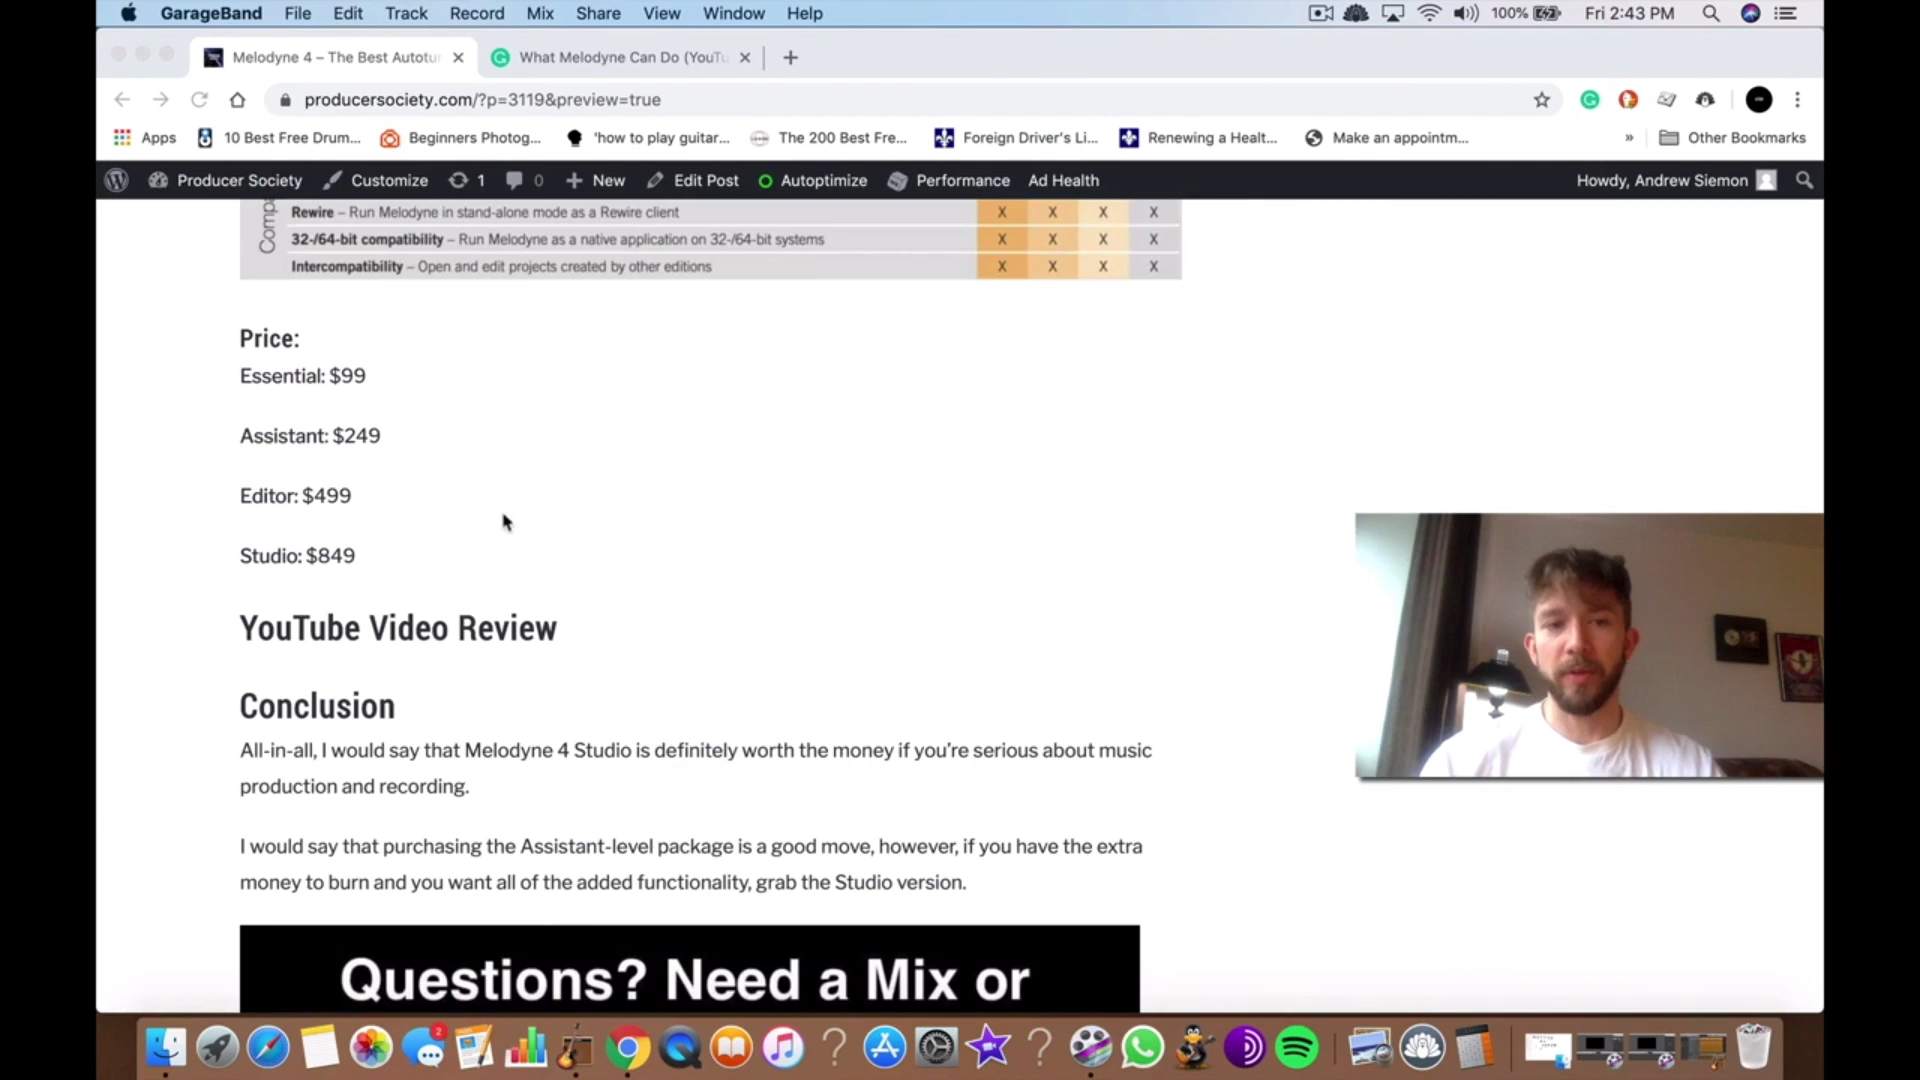 GarageBand File Edit Track Record Mix Share View Window Help 100% Fri 2:43 PM
Melodyne 4 – The Best Autotur What Melodyne Can Do (YouTu
producersociety.com/?p=3119&preview=true
Apps 10 Best Free Drum... Beginners Photog... 'how to play guitar... The 200 Best Fre... Foreign Driver's Li... Renewing a Healt... Make an appointm... » Other Bookmarks
Producer Society Customize 1 0 New Edit Post Autoptimize Performance Ad Health Howdy, Andrew Siemon
Rewire – Run Melodyne in stand-alone mode as a Rewire client X X X X
32-/64-bit compatibility – Run Melodyne as a native application on 32-/64-bit systems X X X X
Intercompatibility – Open and edit projects created by other editions X X X X
Price:
Essential: $99
Assistant: $249
Editor: $499
Studio: $849
YouTube Video Review
Conclusion
All-in-all, I would say that Melodyne 4 Studio is definitely worth the money if you're serious about music
production and recording.
I would say that purchasing the Assistant-level package is a good move, however, if you have the extra
money to burn and you want all of the added functionality, grab the Studio version.
Questions? Need a Mix or
2